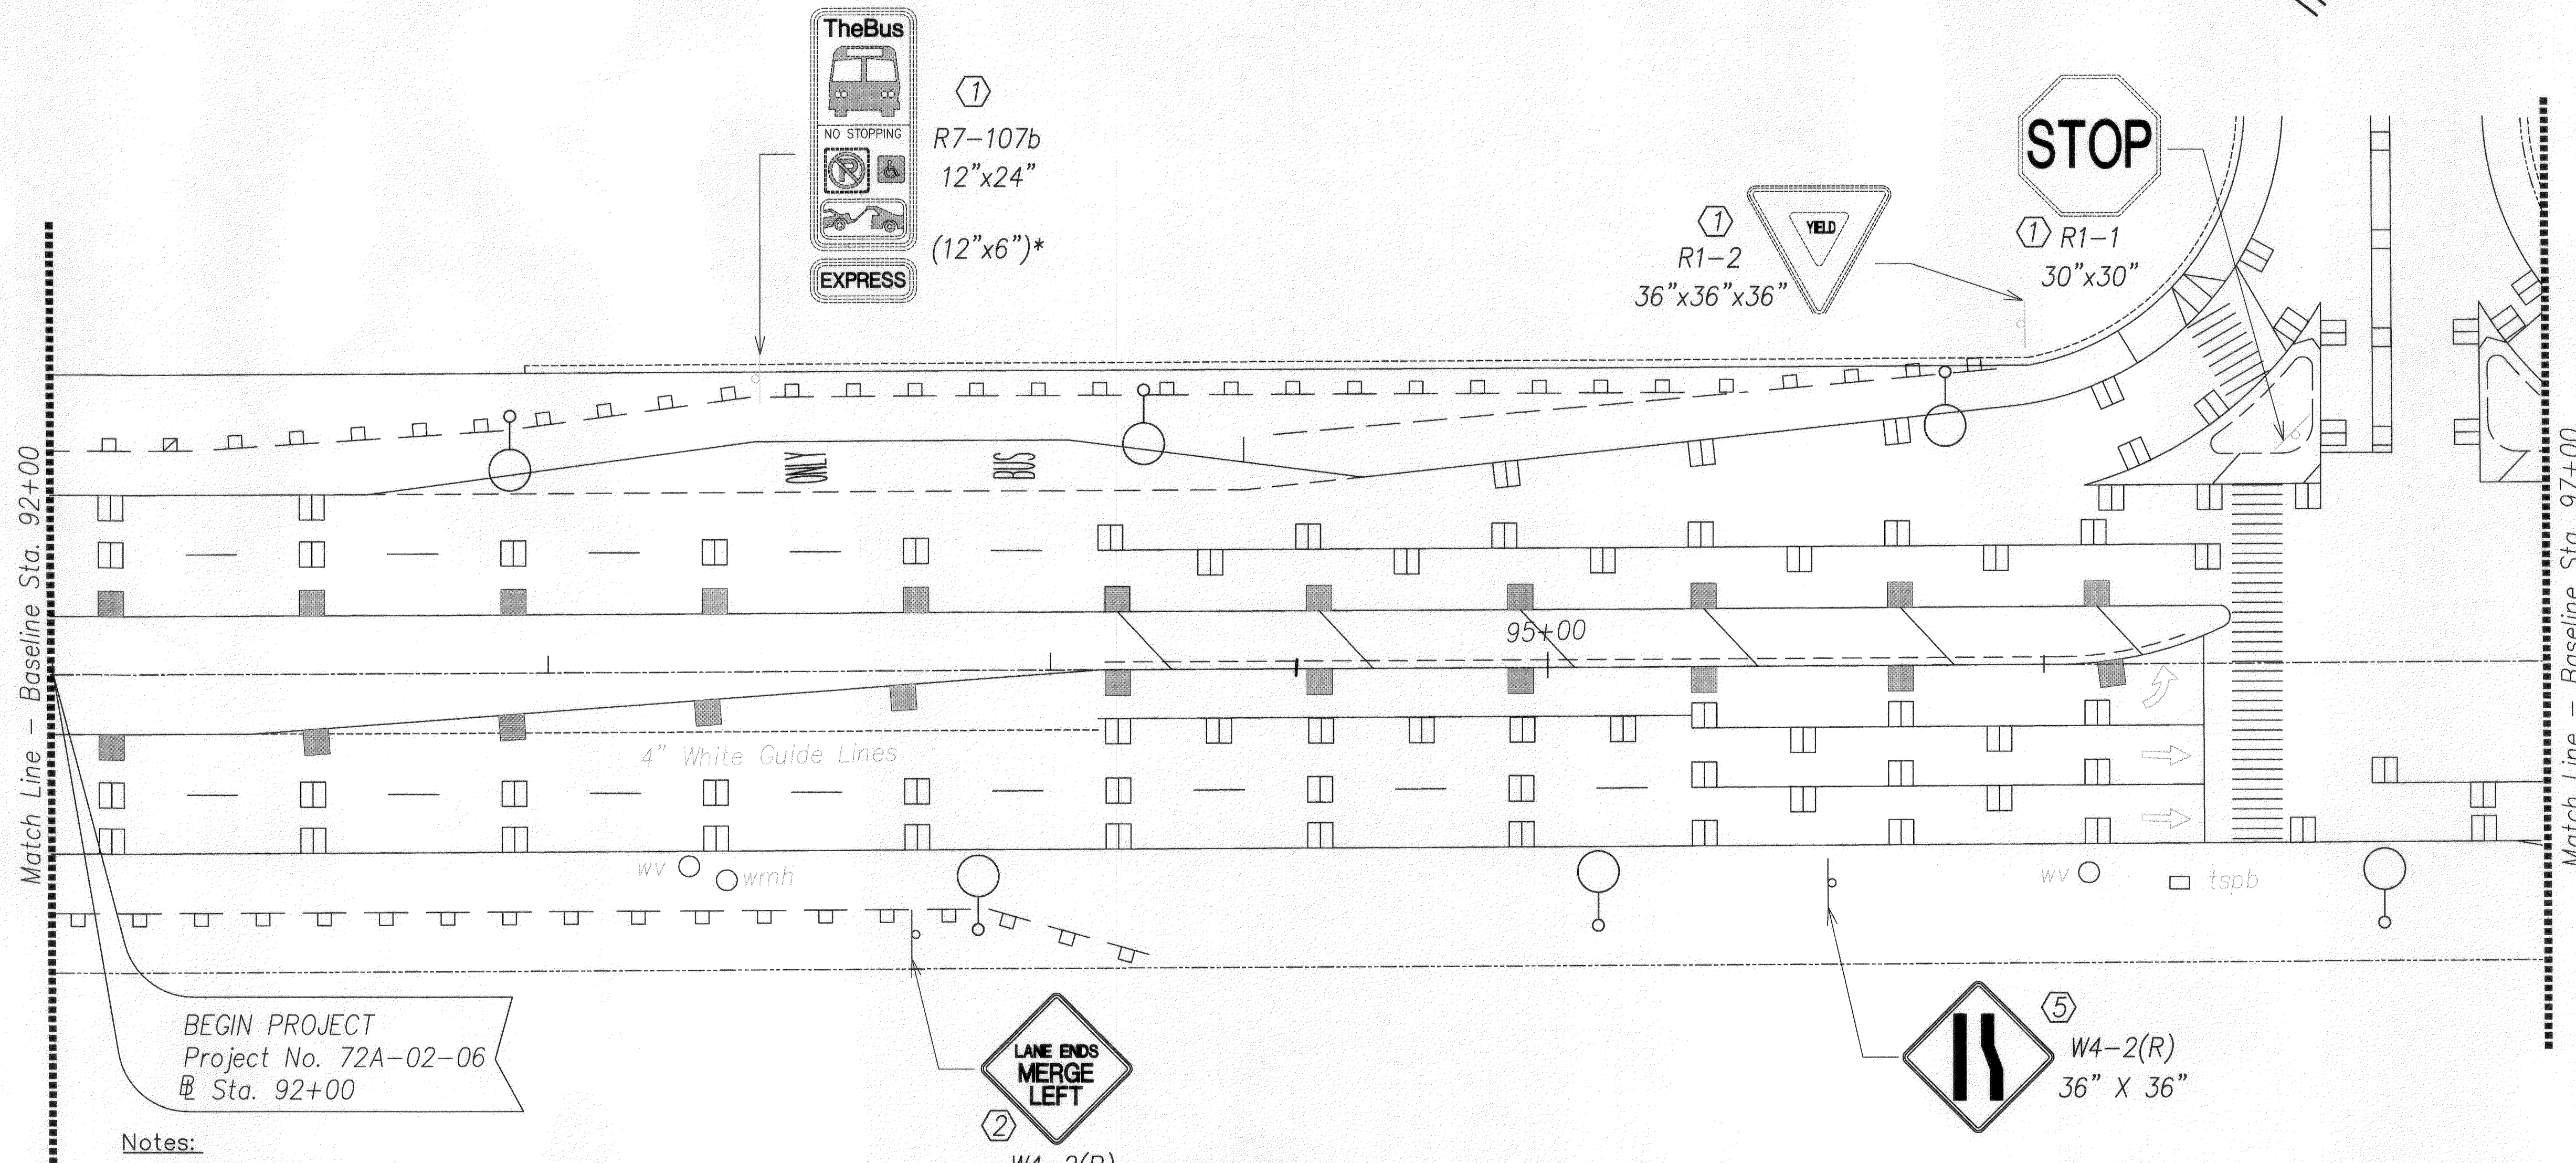 TheBus
NO STOPPING
P
EXPRESS
1
R7-107b
12"x24"
(12"x6")*
STOP
1
R1-1
30"x30"
YIELD
1
R1-2
36"x36"x36"
Match Line - Baseline Sta. 92+00
Match Line - Baseline Sta. 97+00
ONLY
BUS
95+00
4" White Guide Lines
wv
wmh
wv
tspb
BEGIN PROJECT
Project No. 72A-02-06
BL Sta. 92+00
LANE ENDS
MERGE
LEFT
2
W4-2(R)
5
W4-2(R)
36" X 36"
Notes: